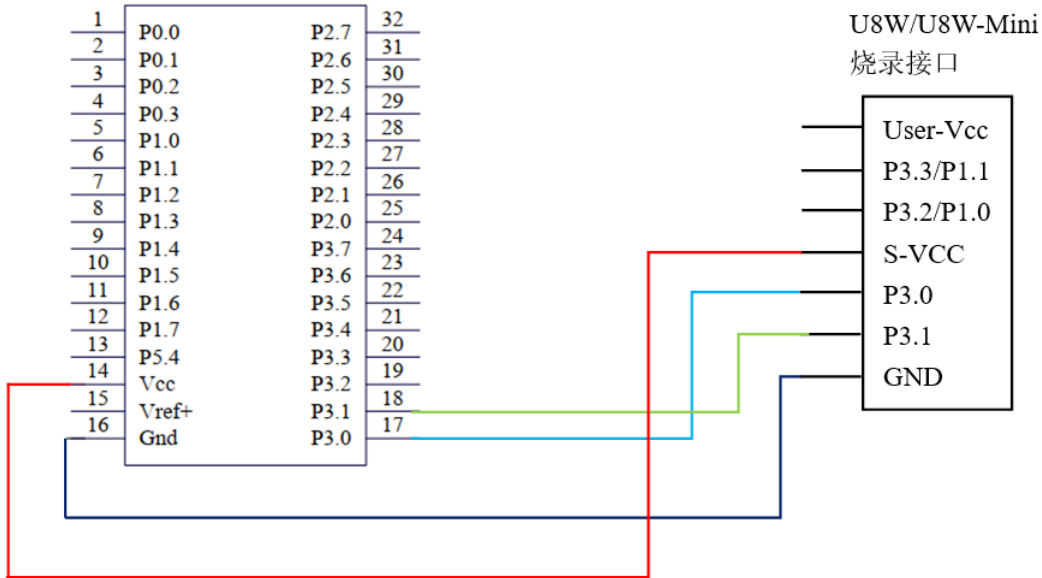 1 P0.0 P2.7 32
2 P0.1 P2.6 31
3 P0.2 P2.5 30
4 P0.3 P2.4 29
5 P1.0 P2.3 28
6 P1.1 P2.2 27
7 P1.2 P2.1 26
8 P1.3 P2.0 25
9 P1.4 P3.7 24
10 P1.5 P3.6 23
11 P1.6 P3.5 22
12 P1.7 P3.4 21
13 P5.4 P3.3 20
14 Vcc P3.2 19
15 Vref+ P3.1 18
16 Gnd P3.0 17
U8W/U8W-Mini
烧录接口
User-Vcc
P3.3/P1.1
P3.2/P1.0
S-VCC
P3.0
P3.1
GND